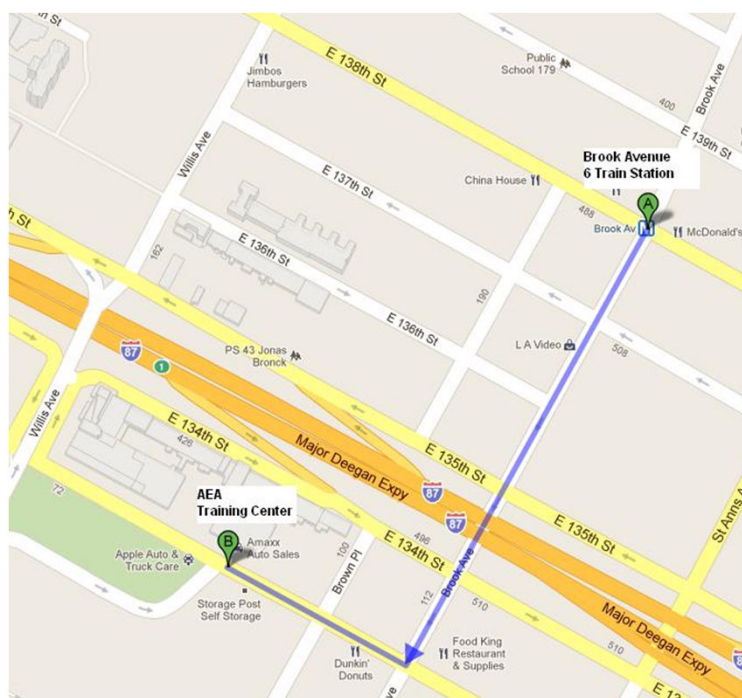 E 138th St
Public
School 179
Jimbos
Hamburgers
Brook Ave
400
E 139th St
Willis Ave
Brook Avenue
6 Train Station
E 137th St
China House
A
488
Brook Av
M
McDonald's
E 136th St
162
190
E 136th St
87
1
PS 43 Jonas
Bronck
L A Video
508
Willis Ave
E 134th St
426
Major Deegan Expy
E 135th St
87
87
E 135th St
St Anns A
72
AEA
Training Center
496
E 134th St
B
Amaxx
Auto Sales
Apple Auto &
Truck Care
100
Brown Pl
Brook Ave
112
510
Storage Post
Self Storage
Major Deegan Expy
Dunkin'
Donuts
Food King
Restaurant
& Supplies
510
87